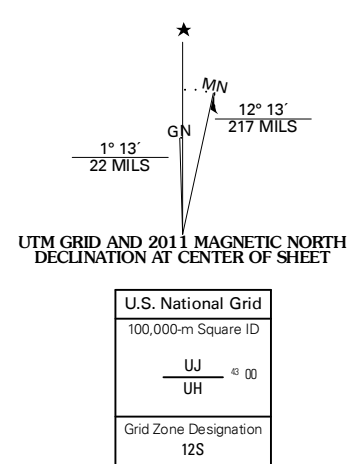 ★
MN
12° 13´
217 MILS
GN
1° 13´
22 MILS
UTM GRID AND 2011 MAGNETIC NORTH
DECLINATION AT CENTER OF SHEET
U.S. National Grid
100,000-m Square ID
UJ
43 00
UH
Grid Zone Designation
12S